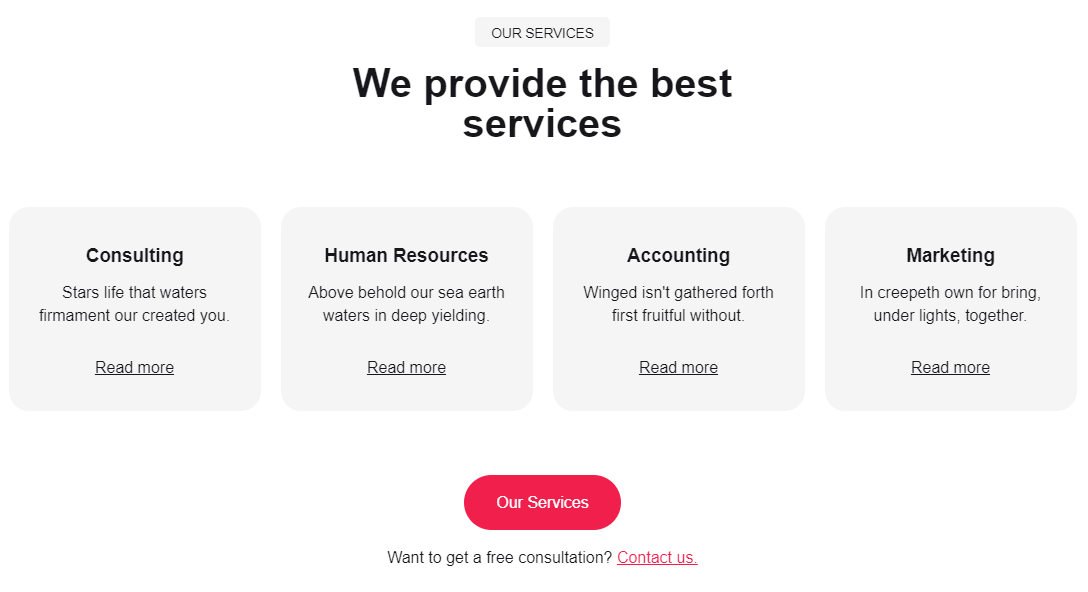 OUR SERVICES
We provide the best
services
Consulting
Stars life that waters
firmament our created you.
Read more
Human Resources
Above behold our sea earth
waters in deep yielding.
Read more
Accounting
Winged isn't gathered forth
first fruitful without.
Read more
Marketing
In creepeth own for bring,
under lights, together.
Read more
Our Services
Want to get a free consultation? Contact us.